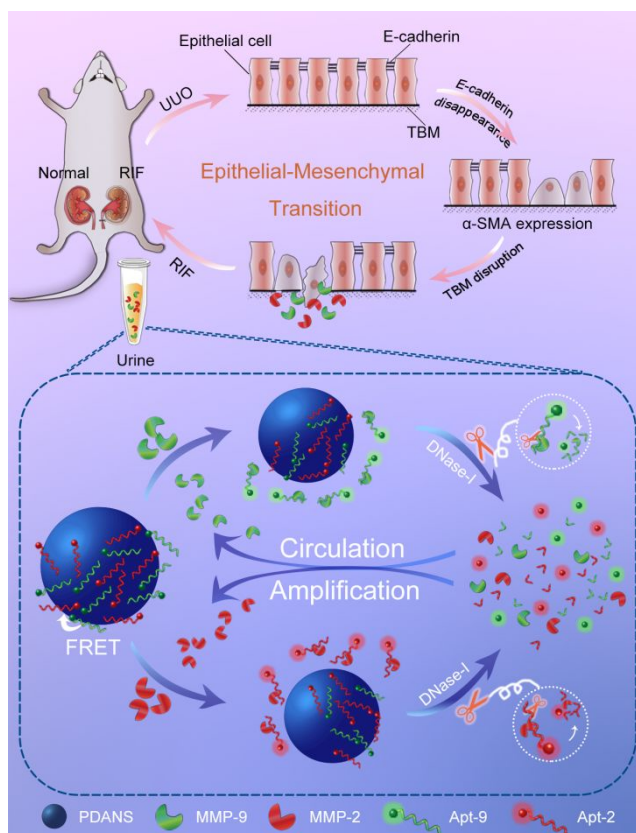 Epithelial cell
E-cadherin
UUO
TBM
E-cadherin
disappearance
Normal
RIF
Epithelial-Mesenchymal
Transition
α-SMA expression
TBM disruption
RIF
Urine
DNase-I
Circulation
Amplification
FRET
DNase-I
PDANS
MMP-9
MMP-2
Apt-9
Apt-2